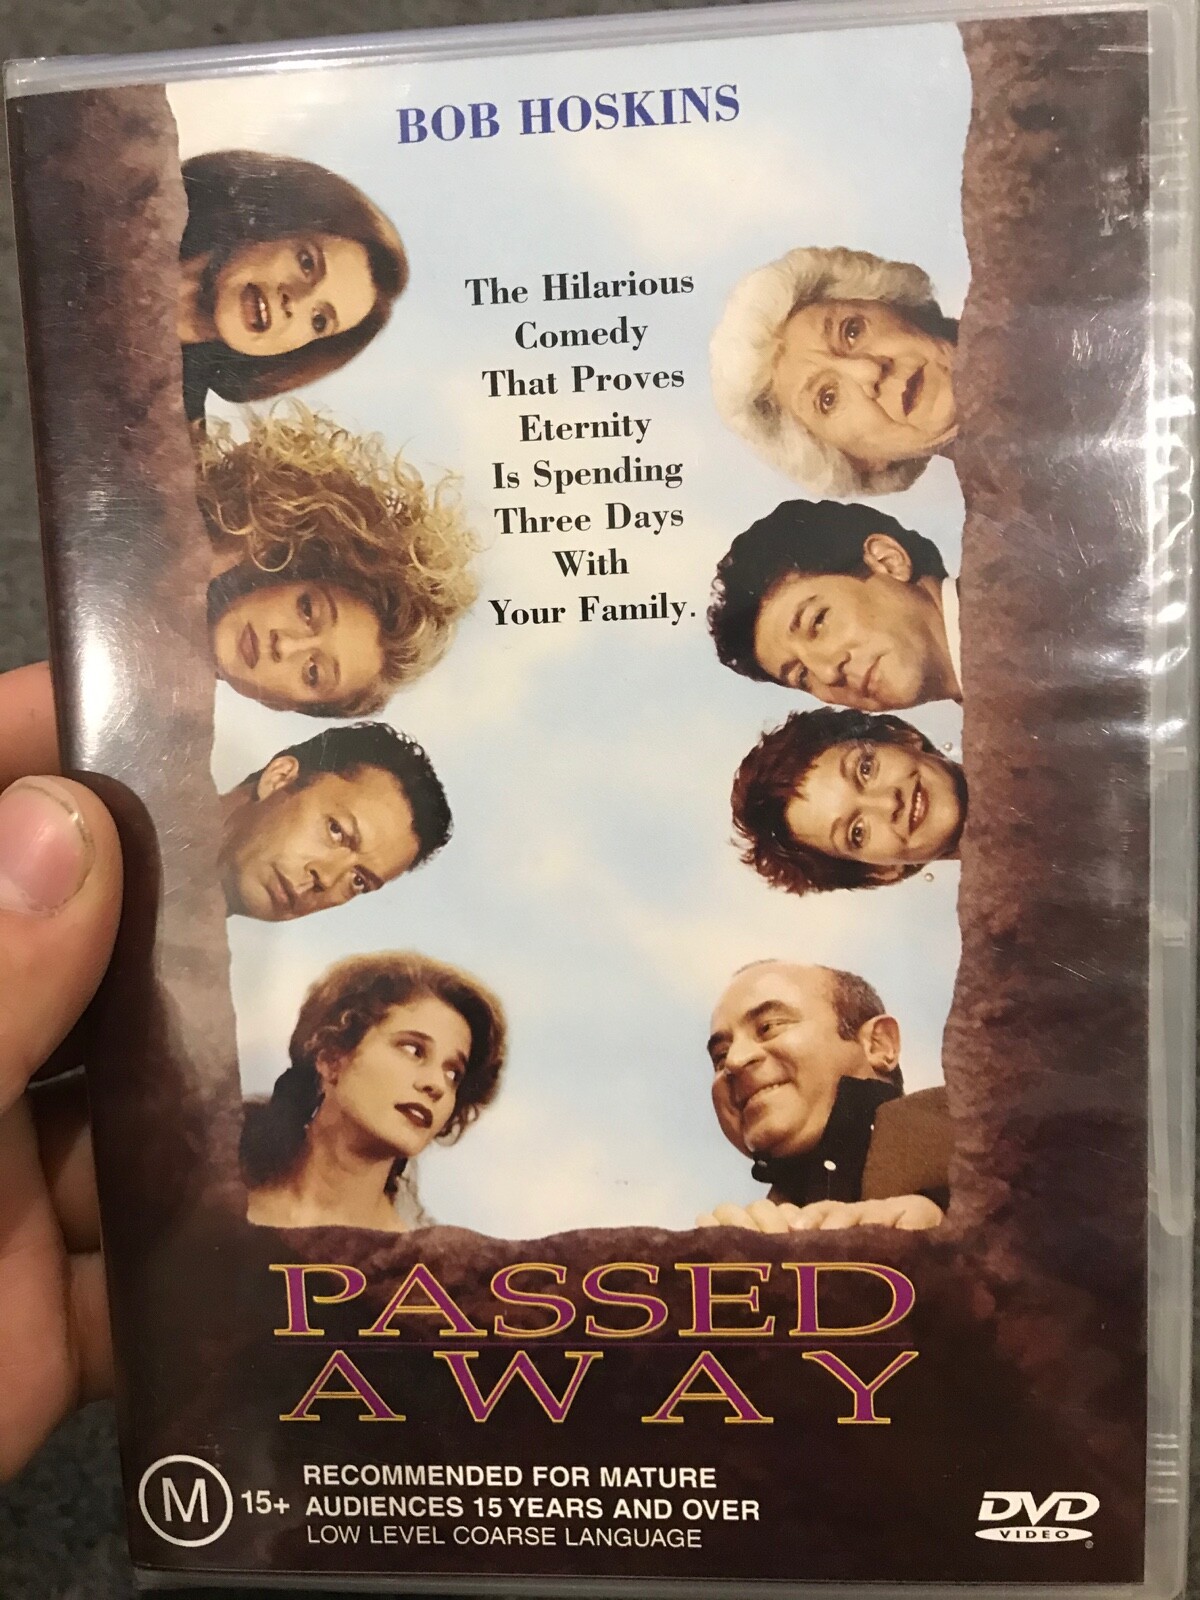 BOB HOSKINS
The Hilarious
Comedy
That Proves
Eternity
Is Spending
Three Days
With
Your Family.
PASSED
AWAY
M 15+ RECOMMENDED FOR MATURE
AUDIENCES 15 YEARS AND OVER
LOW LEVEL COARSE LANGUAGE
DVD
VIDEO